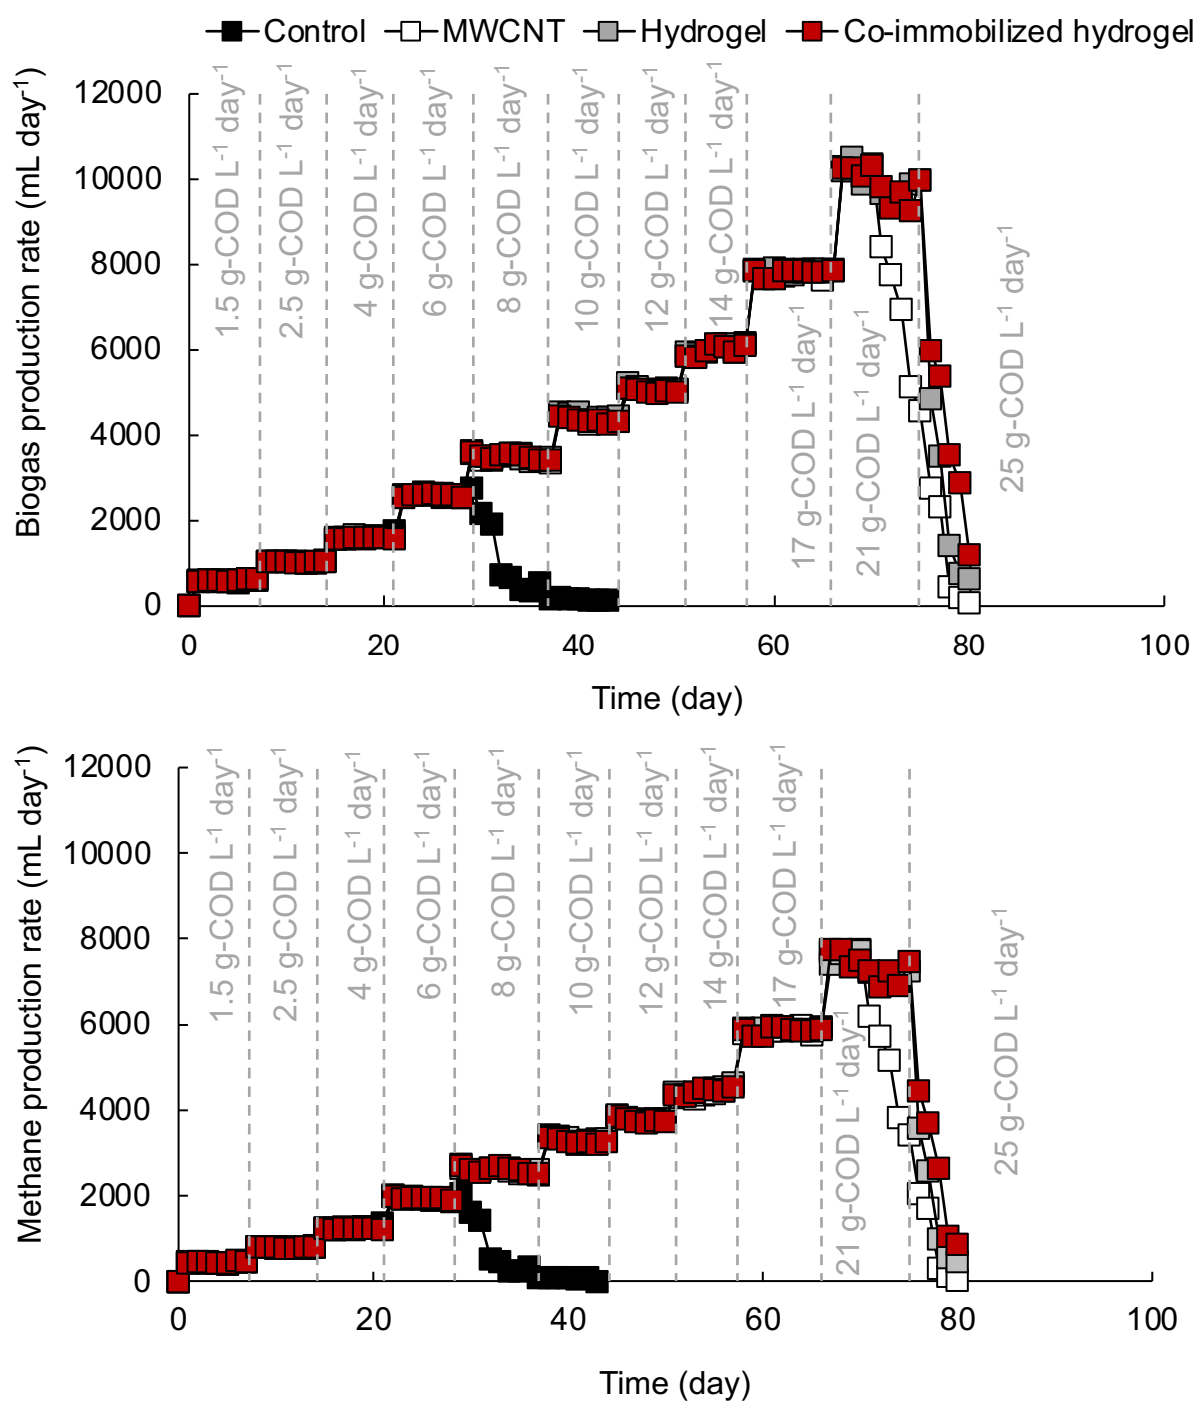 Control MWCNT Hydrogel Co-immobilized hydrogel
Biogas production rate (mL day⁻¹)
12000
10000
8000
6000
4000
2000
0
1.5 g-COD L⁻¹ day⁻¹
2.5 g-COD L⁻¹ day⁻¹
4 g-COD L⁻¹ day⁻¹
6 g-COD L⁻¹ day⁻¹
8 g-COD L⁻¹ day⁻¹
10 g-COD L⁻¹ day⁻¹
12 g-COD L⁻¹ day⁻¹
14 g-COD L⁻¹ day⁻¹
17 g-COD L⁻¹ day⁻¹
21 g-COD L⁻¹ day⁻¹
25 g-COD L⁻¹ day⁻¹
0 20 40 60 80 100
Time (day)
Methane production rate (mL day⁻¹)
12000
10000
8000
6000
4000
2000
0
1.5 g-COD L⁻¹ day⁻¹
2.5 g-COD L⁻¹ day⁻¹
4 g-COD L⁻¹ day⁻¹
6 g-COD L⁻¹ day⁻¹
8 g-COD L⁻¹ day⁻¹
10 g-COD L⁻¹ day⁻¹
12 g-COD L⁻¹ day⁻¹
14 g-COD L⁻¹ day⁻¹
17 g-COD L⁻¹ day⁻¹
21 g-COD L⁻¹ day⁻¹
25 g-COD L⁻¹ day⁻¹
0 20 40 60 80 100
Time (day)